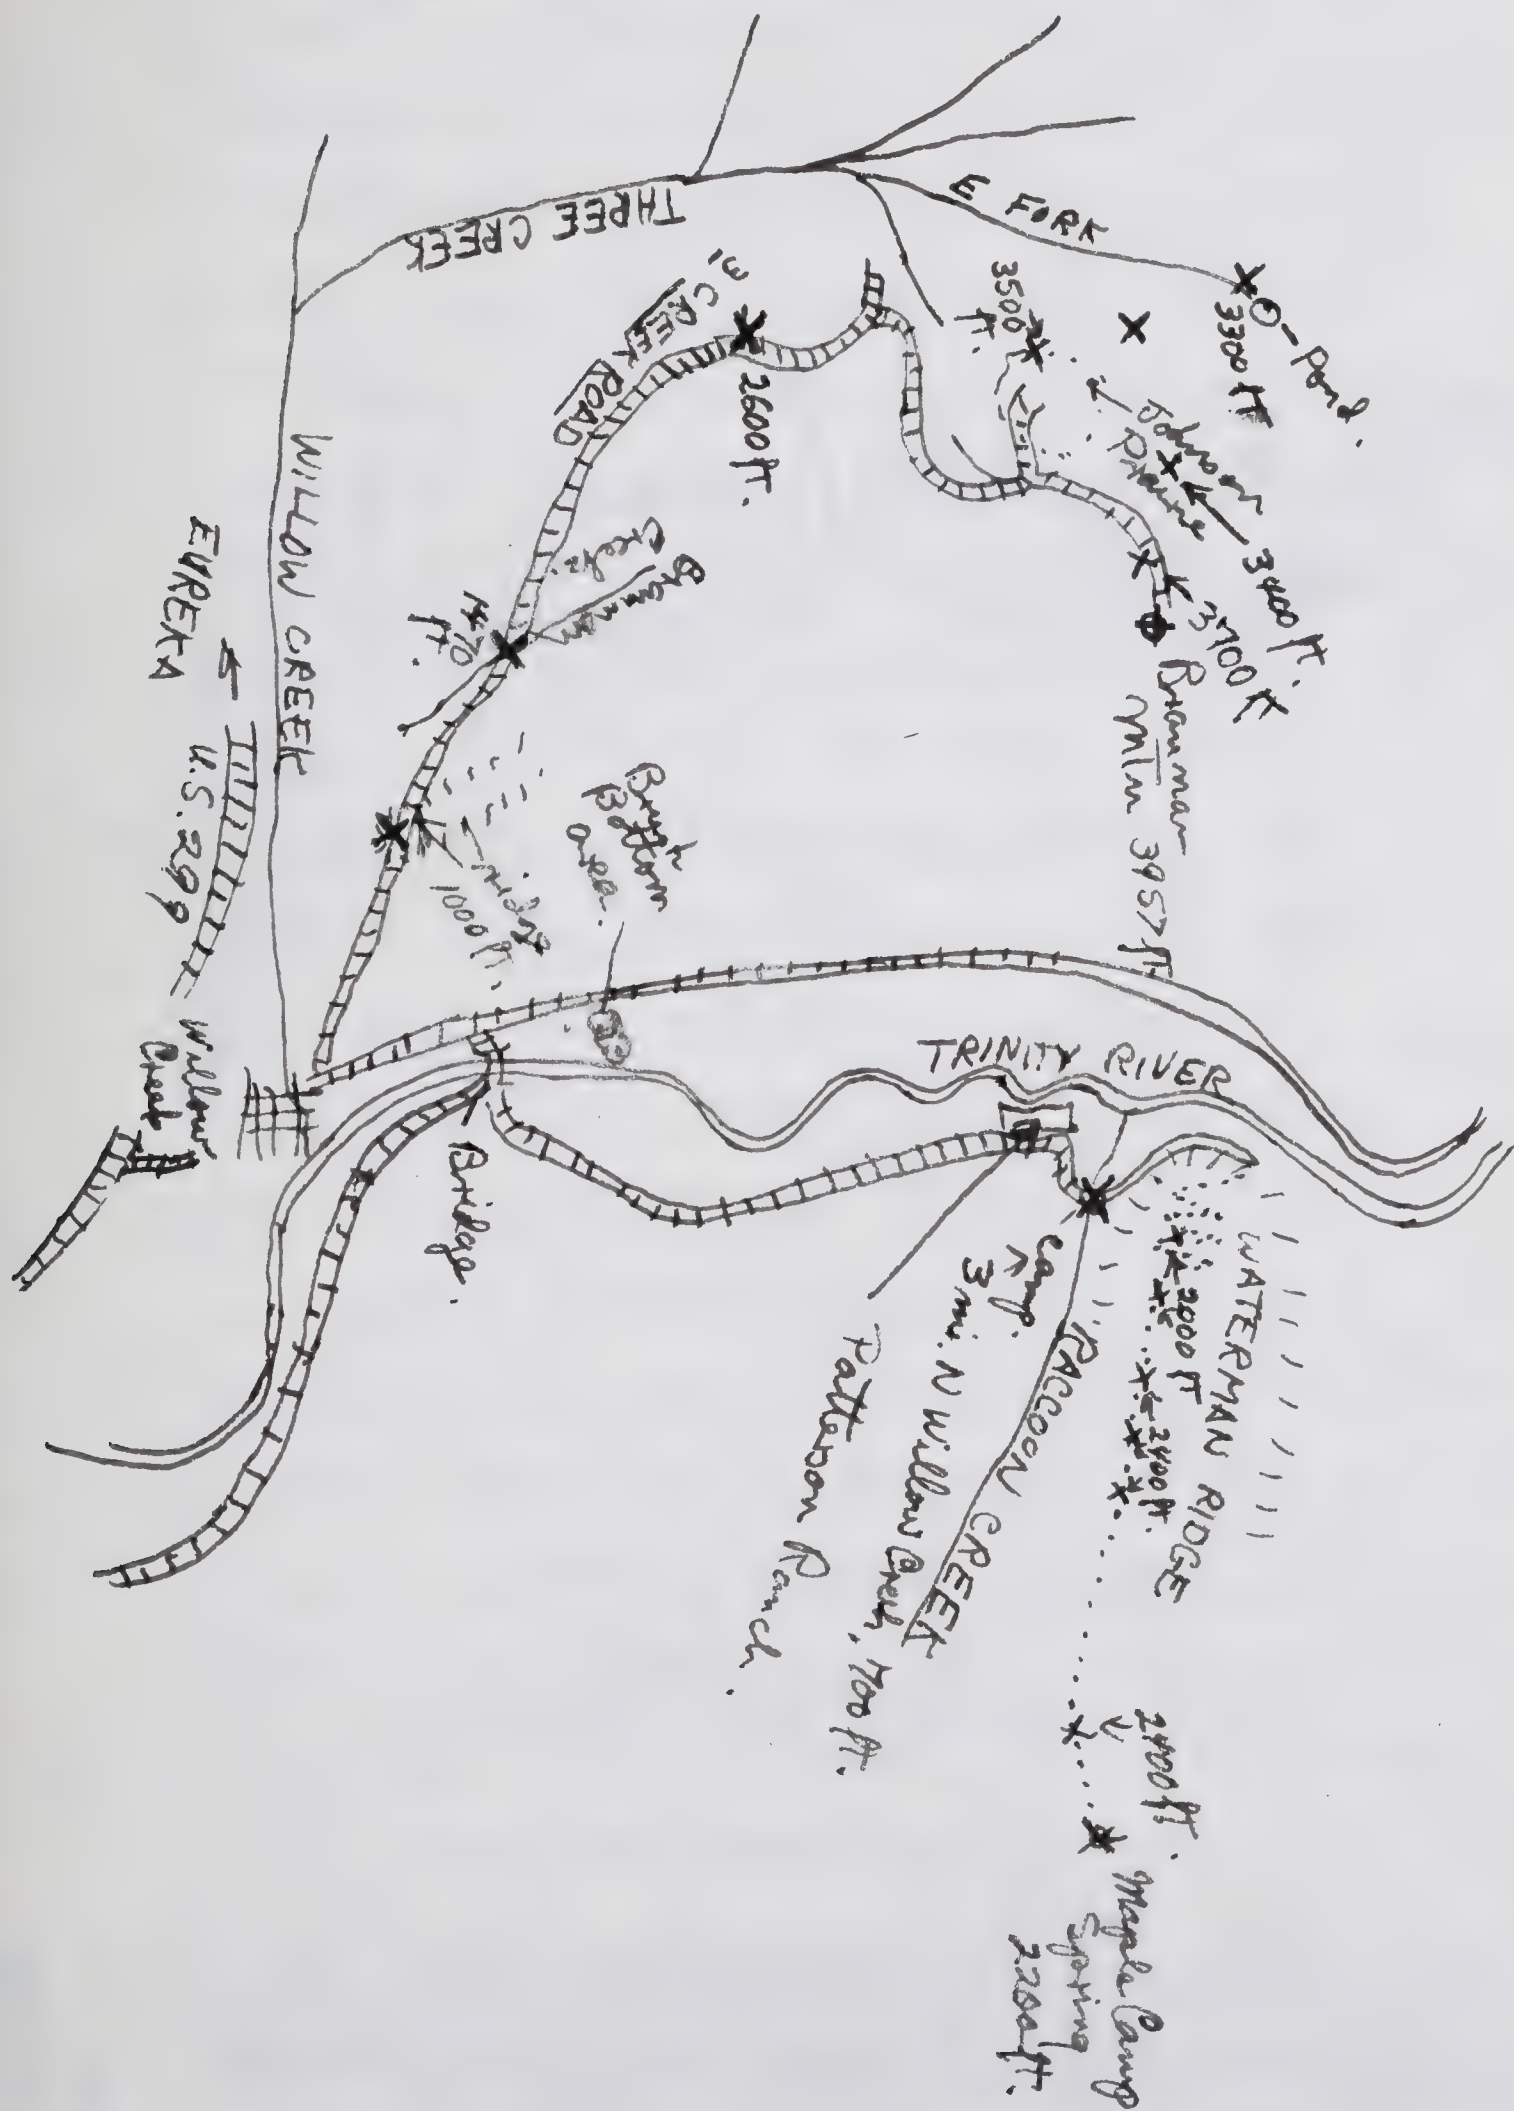 E FORK
THREE CREEK
3 CREEK ROAD
2600 ft.
3500
ft.
3300 ft
Pond.
Johnson
Prairie
3400 ft.
3700 ft
Brannan
Mtn 3957 ft.
Brannan
Creek.
1470
ft.
WILLOW CREEK
EUREKA
U.S. 299
Willow
Creek
ridge
1000 ft.
Brush
Bottom
area.
Bridge.
TRINITY RIVER
WATERMAN RIDGE
2000 ft
2400 ft.
RACCOON CREEK
Camp.
3 mi. N Willow Creek, 700 ft.
Patterson Ranch.
2400 ft.
Maple Camp
Spring
2200 ft.